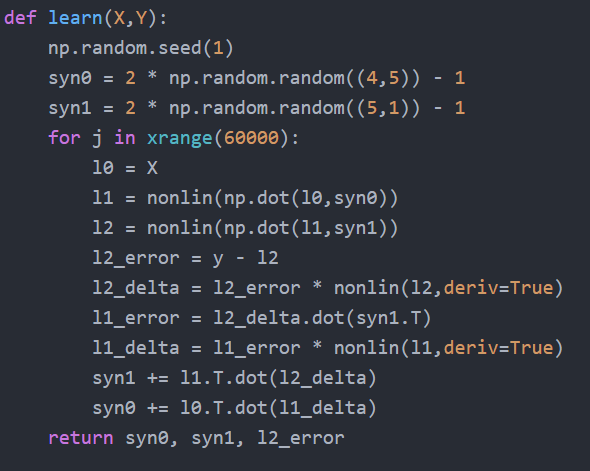 def learn(X,Y):
    np.random.seed(1)
    syn0 = 2 * np.random.random((4,5)) - 1
    syn1 = 2 * np.random.random((5,1)) - 1
    for j in xrange(60000):
        l0 = X
        l1 = nonlin(np.dot(l0,syn0))
        l2 = nonlin(np.dot(l1,syn1))
        l2_error = y - l2
        l2_delta = l2_error * nonlin(l2,deriv=True)
        l1_error = l2_delta.dot(syn1.T)
        l1_delta = l1_error * nonlin(l1,deriv=True)
        syn1 += l1.T.dot(l2_delta)
        syn0 += l0.T.dot(l1_delta)
    return syn0, syn1, l2_error